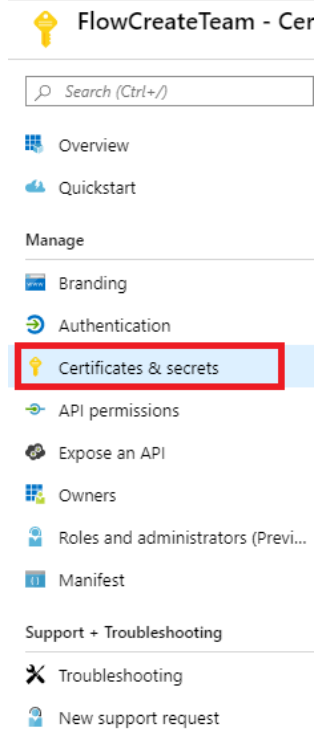 FlowCreateTeam - Cer
Search (Ctrl+/)
Overview
Quickstart
Manage
Branding
Authentication
Certificates & secrets
API permissions
Expose an API
Owners
Roles and administrators (Previ...
Manifest
Support + Troubleshooting
Troubleshooting
New support request